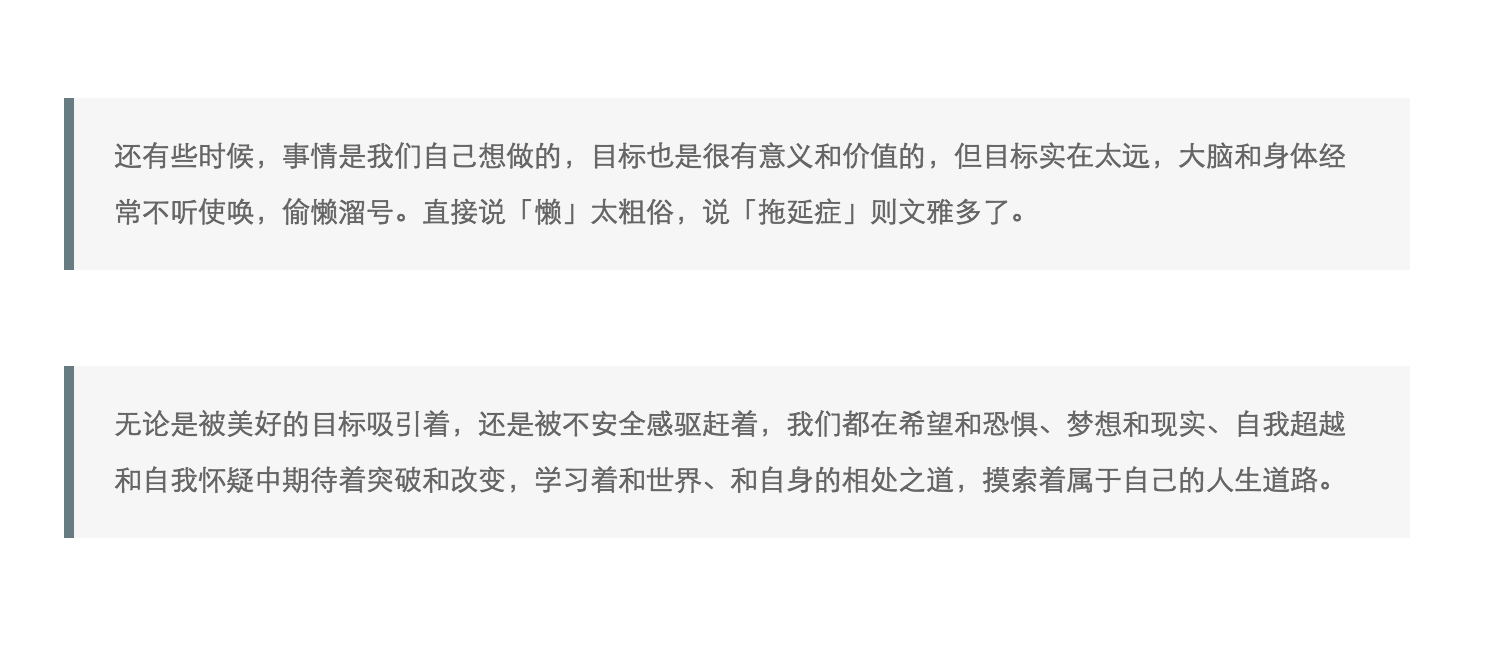 还有些时候，事情是我们自己想做的，目标也是很有意义和价值的，但目标实在太远，大脑和身体经
常不听使唤，偷懒溜号。直接说「懒」太粗俗，说「拖延症」则文雅多了。
无论是被美好的目标吸引着，还是被不安全感驱赶着，我们都在希望和恐惧、梦想和现实、自我超越
和自我怀疑中期待着突破和改变，学习着和世界、和自身的相处之道，摸索着属于自己的人生道路。